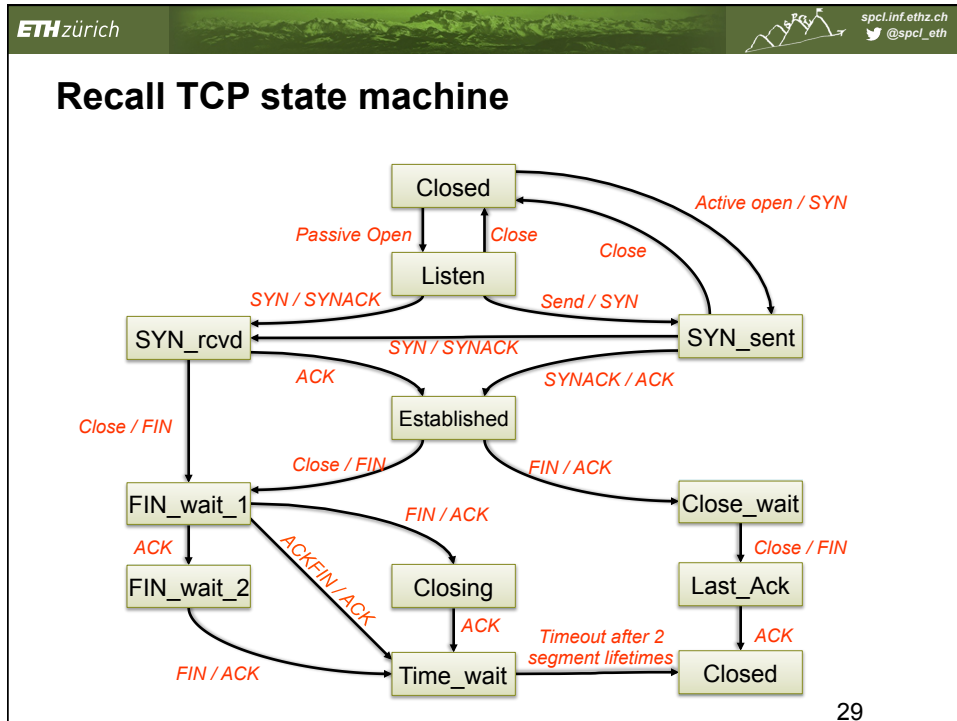 ETH zürich
spcl.inf.ethz.ch
@spcl_eth
Recall TCP state machine
Closed
Active open / SYN
Passive Open
Close
Close
Listen
SYN / SYNACK
Send / SYN
SYN_rcvd
SYN / SYNACK
SYN_sent
ACK
SYNACK / ACK
Established
Close / FIN
Close / FIN
FIN / ACK
FIN_wait_1
FIN / ACK
Close_wait
ACK
ACKFIN / ACK
Close / FIN
FIN_wait_2
Closing
Last_Ack
ACK
Timeout after 2
segment lifetimes
ACK
FIN / ACK
Time_wait
Closed
29